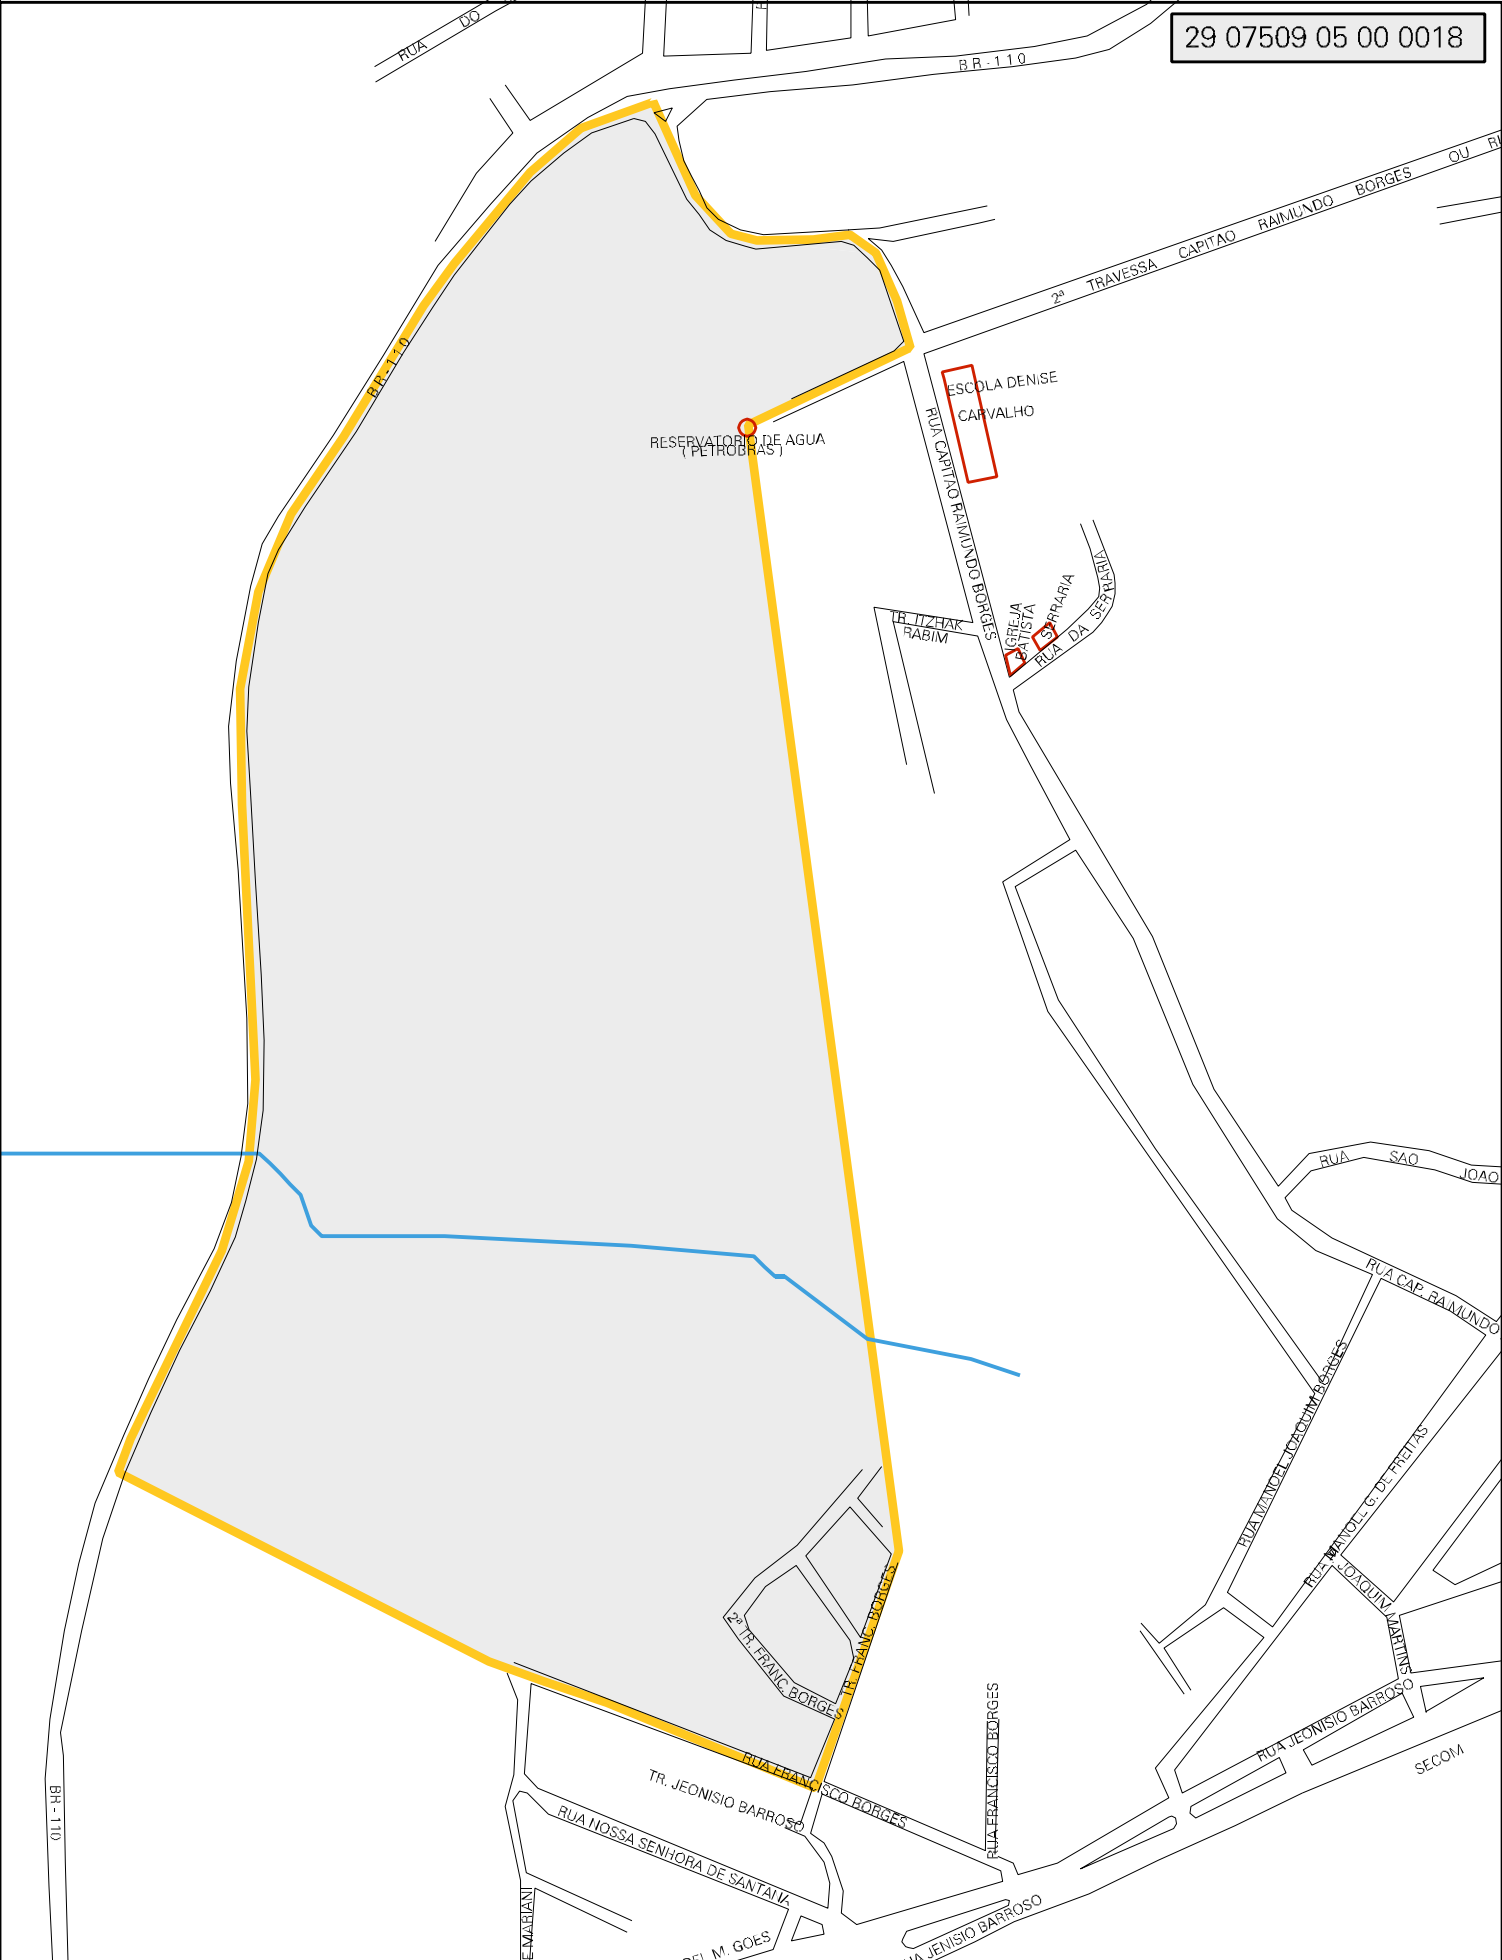 RUA DO
29 07509 05 00 0018
BR-110
2ª TRAVESSA CAPITAO RAIMUNDO BORGES OU
BR-110
ESCOLA DENISE
CARVALHO
RESERVATORIO DE AGUA
( PETROBRAS )
RUA CAPITAO RAIMUNDO BORGES
TR. ITZHAK
RABIM
IGREJA
BATISTA
SERRARIA
RUA DA SERRARIA
RUA SAO JOAO
RUA CAP. RAIMUNDO
RUA MANOEL JOAQUIM BORGES
RUA MANOEL G. DE FREITAS
JOAQUIM MARTINS
TR. FRANC. BORGES
2ª TR. FRANC. BORGES
RUA FRANCISCO BORGES
RUA FRANCISCO BORGES
TR. JEONISIO BARROSO
RUA JEONISIO BARROSO
SECOM
BR-110
RUA NOSSA SENHORA DE SANTANA
E MARIANI
M. GOES
JENISIO BARROSO